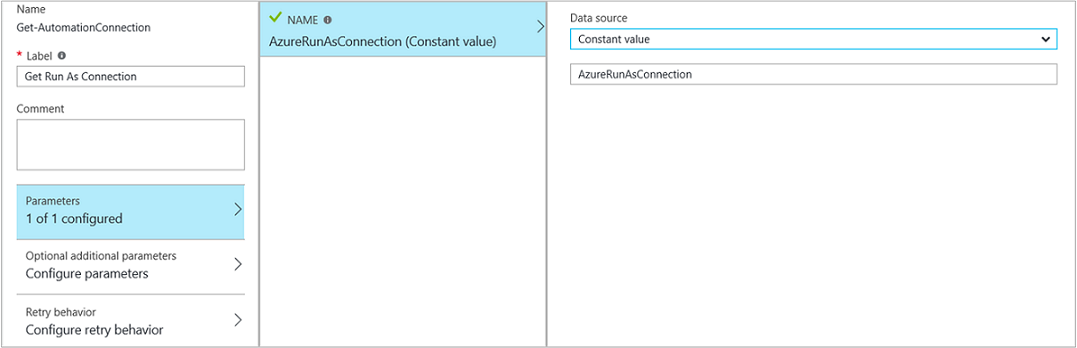 Name
Get-AutomationConnection
* Label
Get Run As Connection
Comment
Parameters
1 of 1 configured
Optional additional parameters
Configure parameters
Retry behavior
Configure retry behavior
NAME
AzureRunAsConnection (Constant value)
Data source
Constant value
AzureRunAsConnection